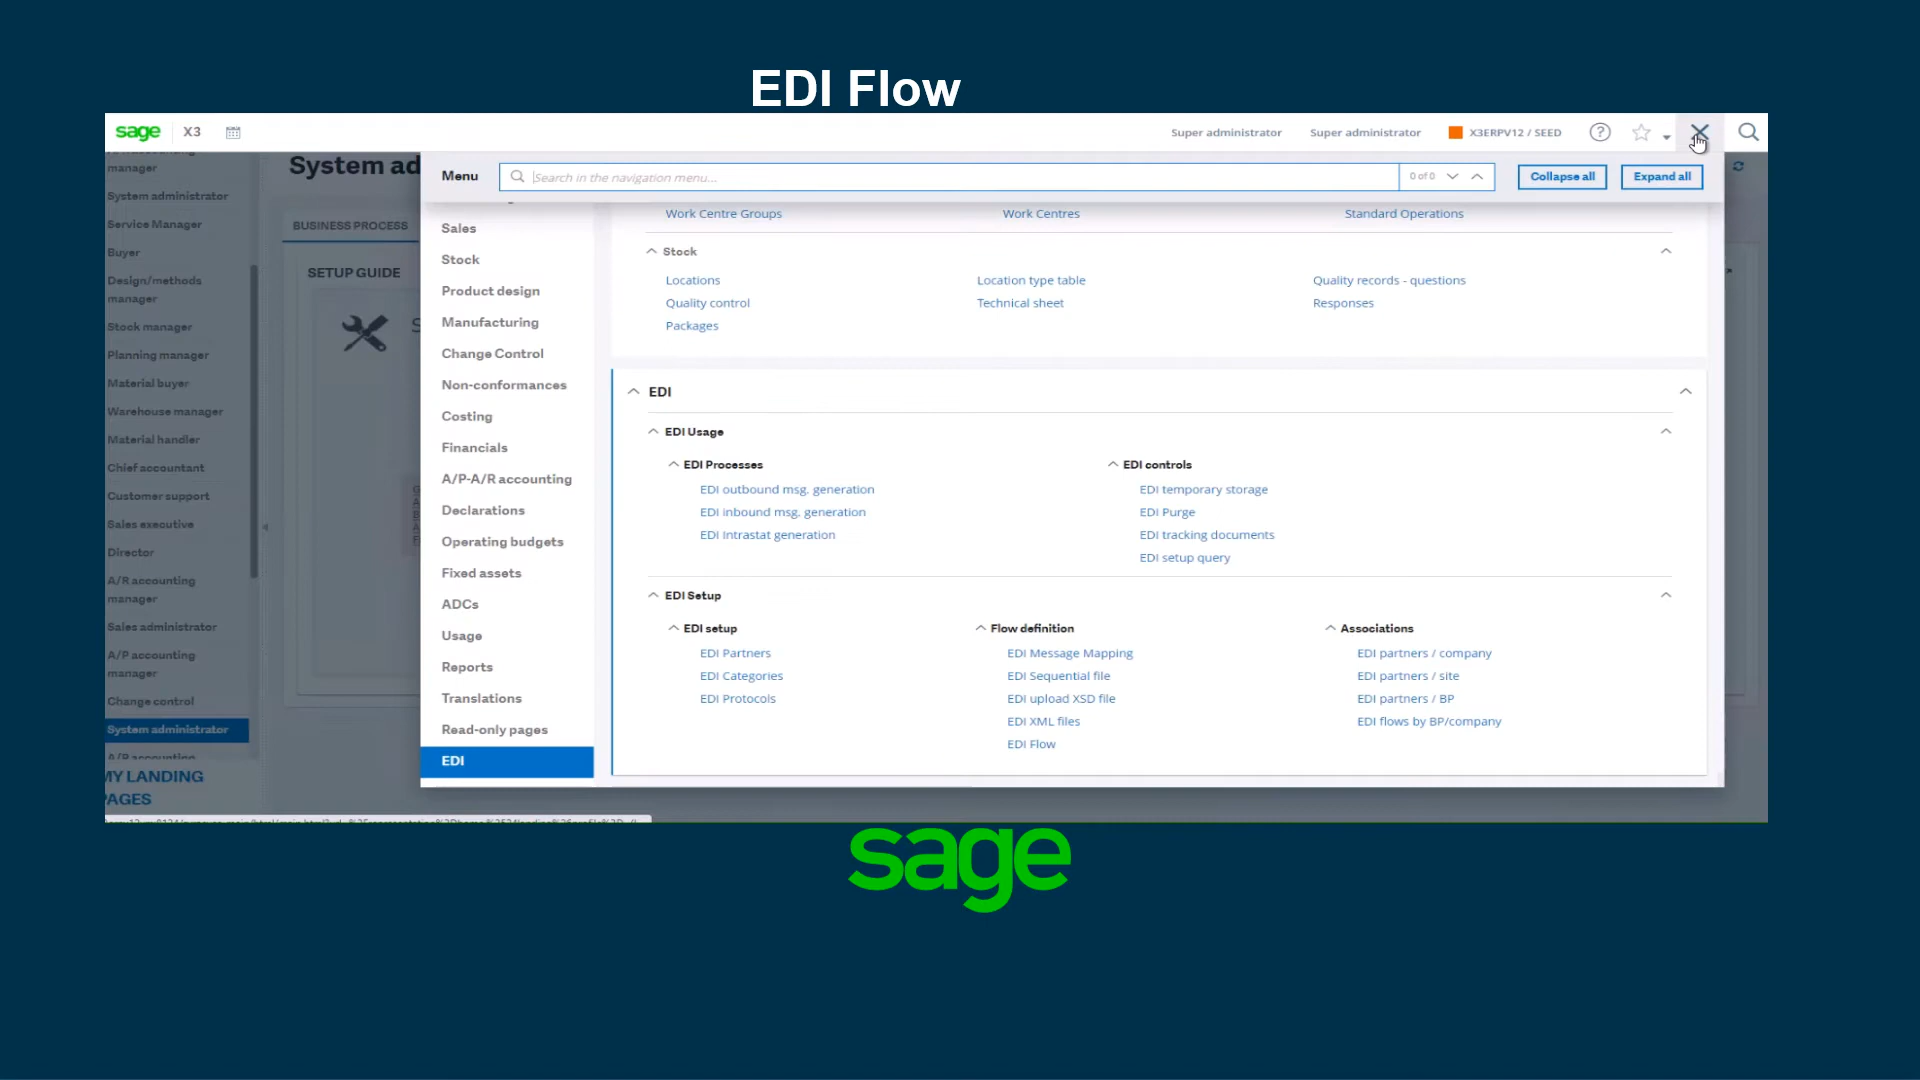 EDI Flow
sage X3 Super administrator Super administrator X3ERPV12 / SEED
manager
System administrator
Service Manager
Buyer
Design/methods
manager
Stock manager
Planning manager
Material buyer
Warehouse manager
Material handler
Chief accountant
Customer support
Sales executive
Director
A/R accounting
manager
Sales administrator
A/P accounting
manager
Change control
System administrator
A/R accounting
MY LANDING
PAGES
System ad
BUSINESS PROCESS
SETUP GUIDE
S
Menu Search in the navigation menu... 0 of 0 Collapse all Expand all
Sales
Stock
Product design
Manufacturing
Change Control
Non-conformances
Costing
Financials
A/P-A/R accounting
Declarations
Operating budgets
Fixed assets
ADCs
Usage
Reports
Translations
Read-only pages
EDI
Work Centre Groups Work Centres Standard Operations
Stock
Locations Location type table Quality records - questions
Quality control Technical sheet Responses
Packages
EDI
EDI Usage
EDI Processes EDI controls
EDI outbound msg. generation EDI temporary storage
EDI inbound msg. generation EDI Purge
EDI Intrastat generation EDI tracking documents
EDI setup query
EDI Setup
EDI setup Flow definition Associations
EDI Partners EDI Message Mapping EDI partners / company
EDI Categories EDI Sequential file EDI partners / site
EDI Protocols EDI upload XSD file EDI partners / BP
EDI XML files EDI flows by BP/company
EDI Flow
sage